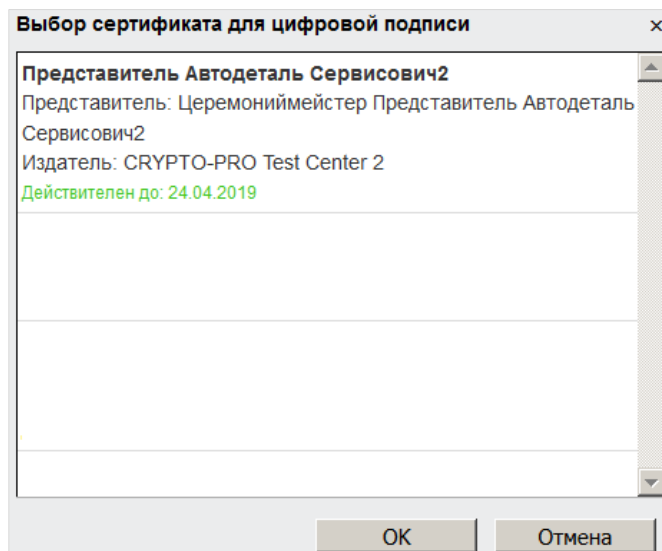 Выбор сертификата для цифровой подписи
×
Представитель Автодеталь Сервисович2
Представитель: Церемониймейстер Представитель Автодеталь
Сервисович2
Издатель: CRYPTO-PRO Test Center 2
Действителен до: 24.04.2019
OK
Отмена